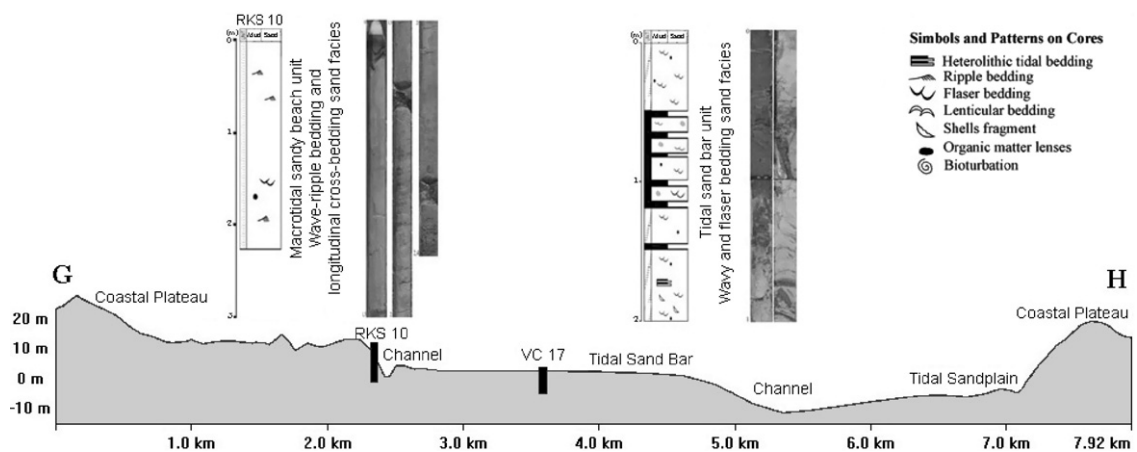 RKS 10
(m) Mud Sand
0
1
2
3
Macrotidal sandy beach unit
Wave-ripple bedding and
longitudinal cross-bedding sand facies
(m) Mud Sand
0
1
2
Tidal sand bar unit
Wavy and flaser bedding sand facies
Simbols and Patterns on Cores
Heterolithic tidal bedding
Ripple bedding
Flaser bedding
Lenticular bedding
Shells fragment
Organic matter lenses
Bioturbation
G
H
Coastal Plateau
Coastal Plateau
20 m
10 m
0 m
-10 m
RKS 10
Channel
VC 17
Tidal Sand Bar
Channel
Tidal Sandplain
1.0 km
2.0 km
3.0 km
4.0 km
5.0 km
6.0 km
7.0 km
7.92 km